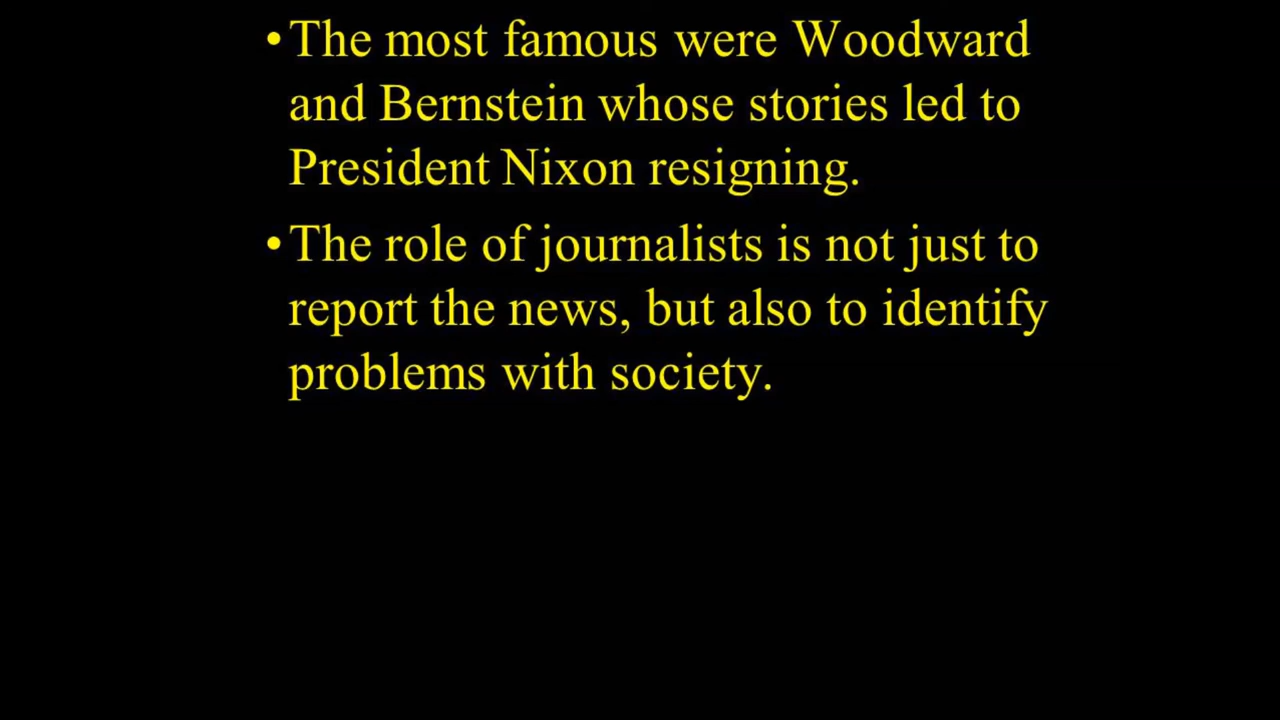 •The most famous were Woodward
and Bernstein whose stories led to
President Nixon resigning.
•The role of journalists is not just to
report the news, but also to identify
problems with society.